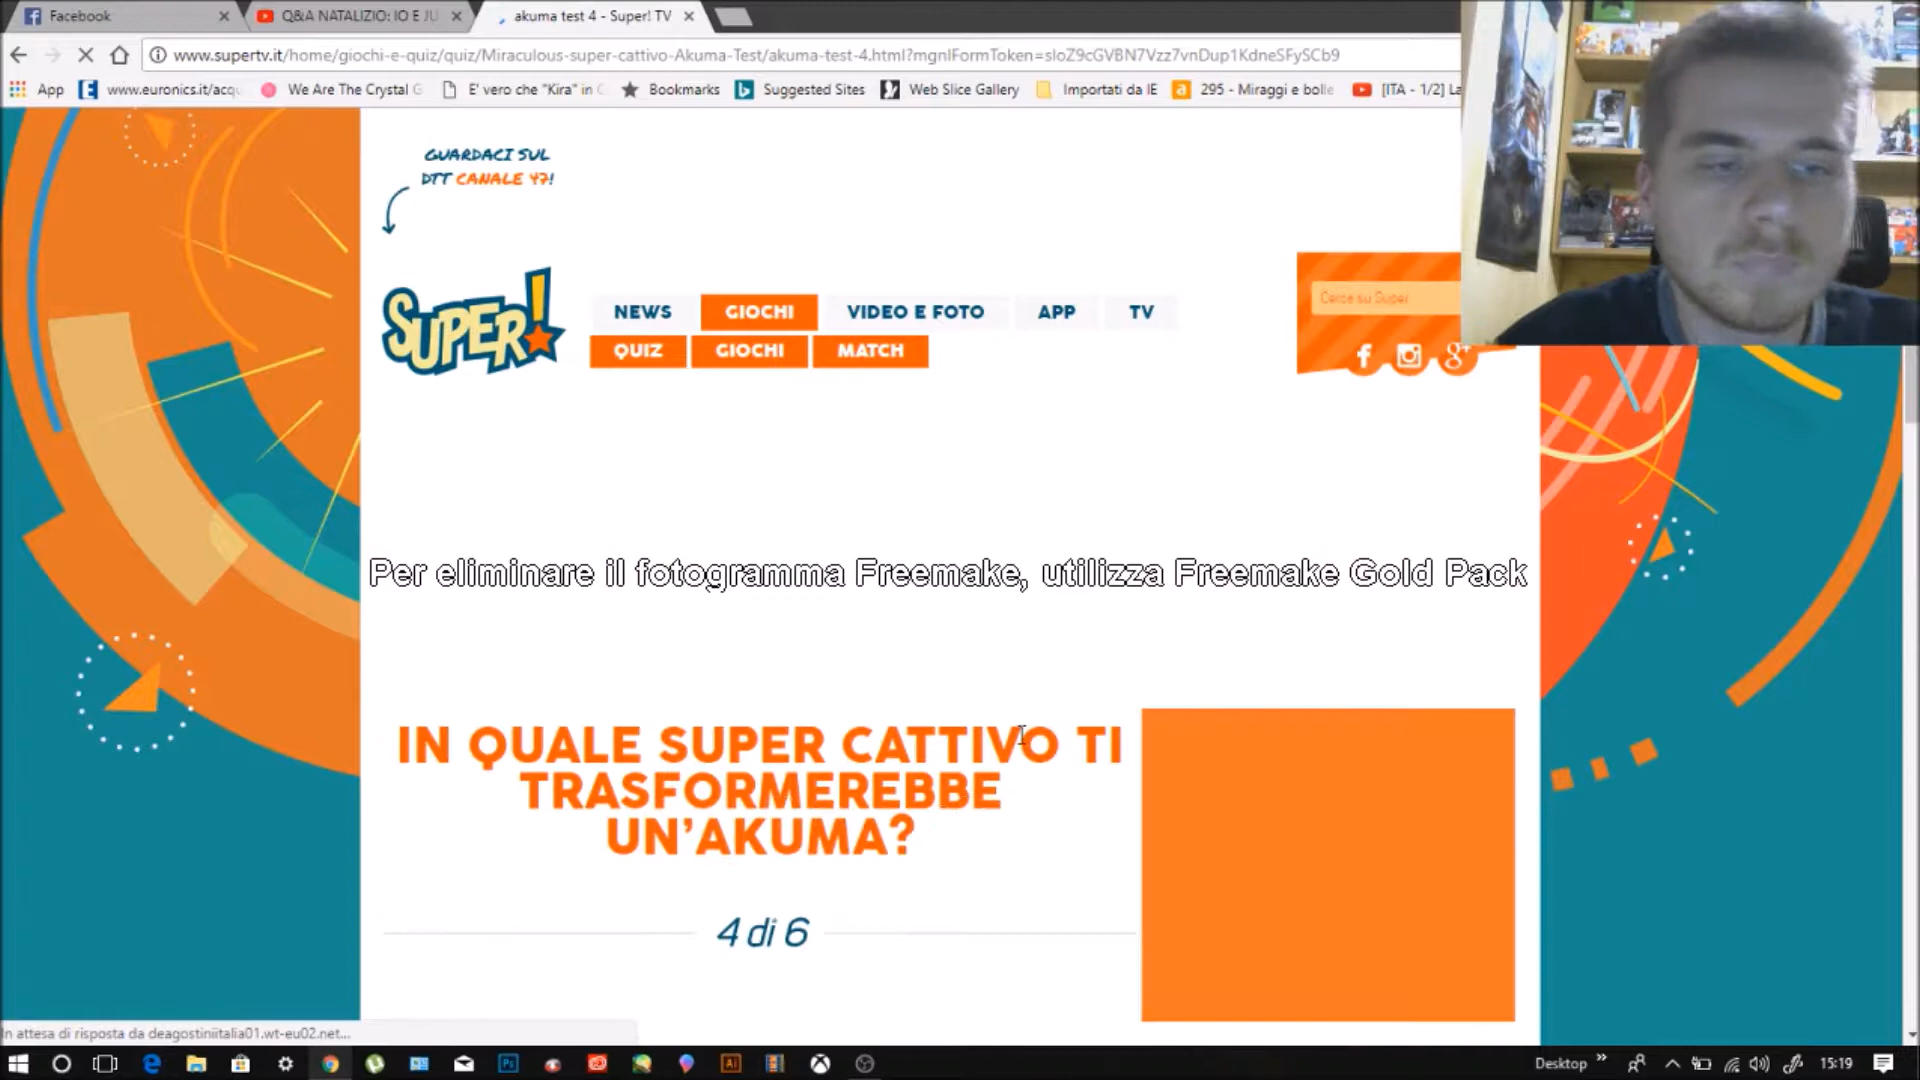 Facebook
Q&A NATALIZIO: IO E JU
akuma test 4 - Super! TV
www.supertv.it/home/giochi-e-quiz/quiz/Miraculous-super-cattivo-Akuma-Test/akuma-test-4.html?mgnlFormToken=sloZ9cGVBN7Vzz7vnDup1KdneSFySCb9
App
www.euronics.it/acqu
We Are The Crystal G
E' vero che "Kira" in C
Bookmarks
Suggested Sites
Web Slice Gallery
Importati da IE
295 - Miraggi e bolle
[ITA - 1/2] La
GUARDACI SUL
DTT CANALE 47!
SUPER!
NEWS
GIOCHI
VIDEO E FOTO
APP
TV
QUIZ
GIOCHI
MATCH
Cerca su Super
Per eliminare il fotogramma Freemake, utilizza Freemake Gold Pack
IN QUALE SUPER CATTIVO TI
TRASFORMEREBBE
UN'AKUMA?
4 di 6
In attesa di risposta da deagostiniitalia01.wt-eu02.net...
Desktop
15:19